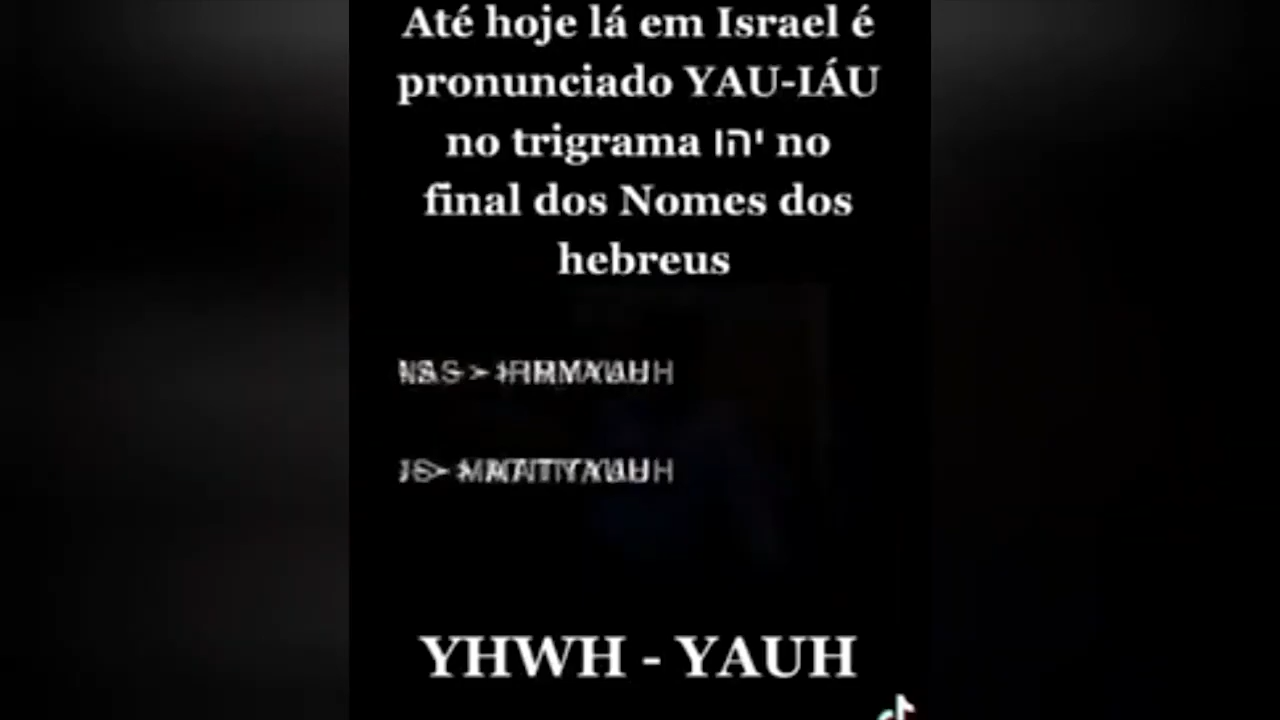 Até hoje lá em Israel é
pronunciado YAU-IÁU
no trigrama יהו no
final dos Nomes dos
hebreus
YHWH - YAUH